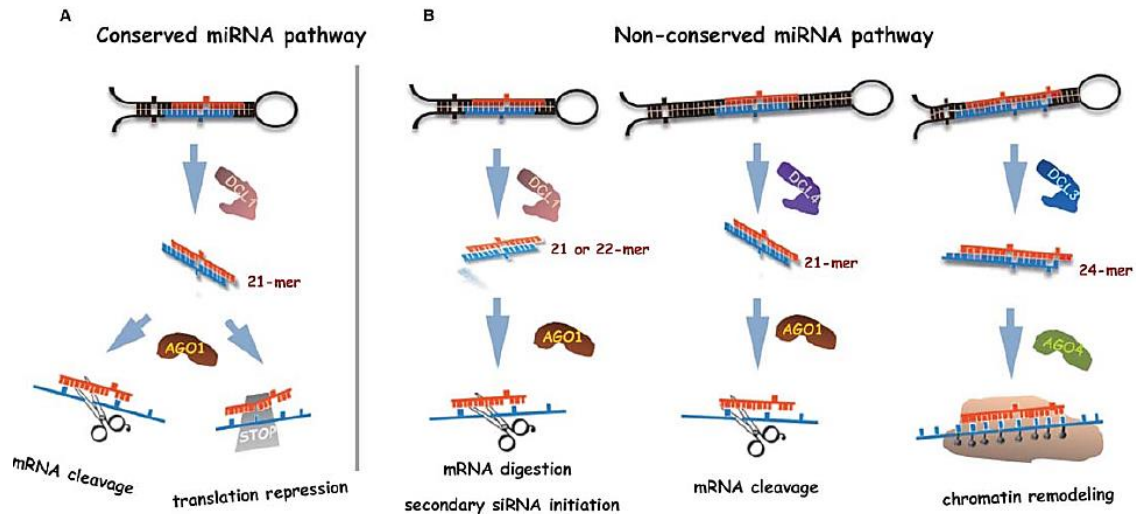 A
Conserved miRNA pathway
DCL1
21-mer
AGO1
STOP
mRNA cleavage
translation repression
B
Non-conserved miRNA pathway
DCL1
21 or 22-mer
AGO1
mRNA digestion
secondary siRNA initiation
DCL4
21-mer
AGO1
mRNA cleavage
DCL3
24-mer
AGO4
chromatin remodeling